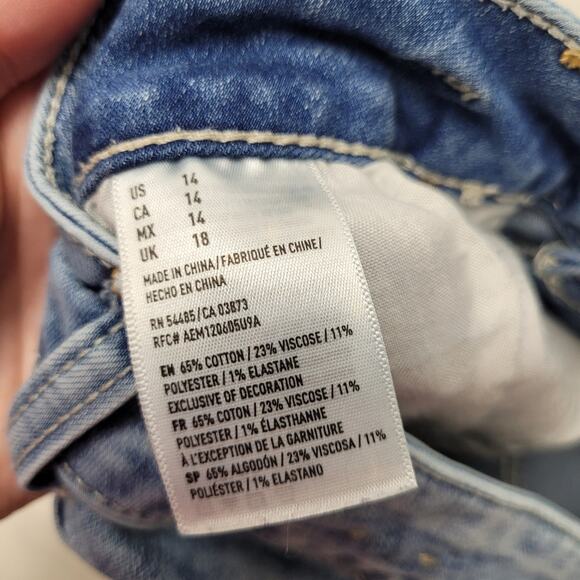 US 14
CA 14
MX 14
UK 18
MADE IN CHINA/FABRIQUÉ EN CHINE/
HECHO EN CHINA
RN 54485/CA 03873
RFC# AEM120605U9A
EN 65% COTTON / 23% VISCOSE / 11%
POLYESTER / 1% ELASTANE
EXCLUSIVE OF DECORATION
FR 65% COTON / 23% VISCOSE / 11%
POLYESTER / 1% ÉLASTHANNE
À L'EXCEPTION DE LA GARNITURE
SP 65% ALGODÓN / 23% VISCOSA / 11%
POLIÉSTER / 1% ELASTANO